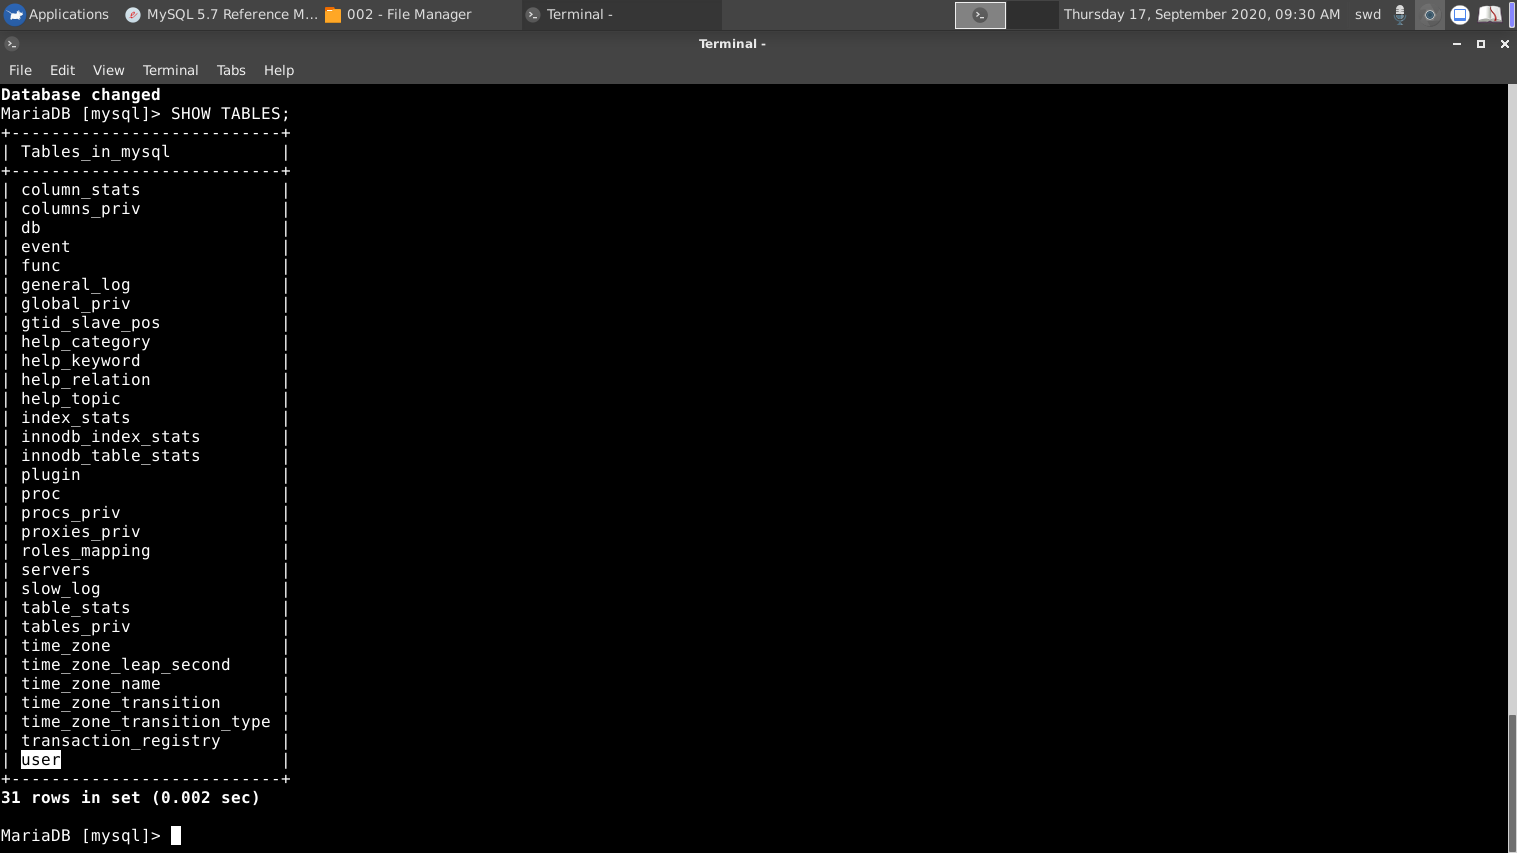 Applications
MySQL 5.7 Reference M...
002 - File Manager
Terminal -
Thursday 17, September 2020, 09:30 AM
swd
Terminal -
File Edit View Terminal Tabs Help
Database changed
MariaDB [mysql]> SHOW TABLES;
+---------------------------+
| Tables_in_mysql           |
+---------------------------+
| column_stats              |
| columns_priv              |
| db                        |
| event                     |
| func                      |
| general_log               |
| global_priv               |
| gtid_slave_pos            |
| help_category             |
| help_keyword              |
| help_relation             |
| help_topic                |
| index_stats               |
| innodb_index_stats        |
| innodb_table_stats        |
| plugin                    |
| proc                      |
| procs_priv                |
| proxies_priv              |
| roles_mapping             |
| servers                   |
| slow_log                  |
| table_stats               |
| tables_priv               |
| time_zone                 |
| time_zone_leap_second     |
| time_zone_name            |
| time_zone_transition      |
| time_zone_transition_type |
| transaction_registry      |
| user                      |
+---------------------------+
31 rows in set (0.002 sec)
MariaDB [mysql]>